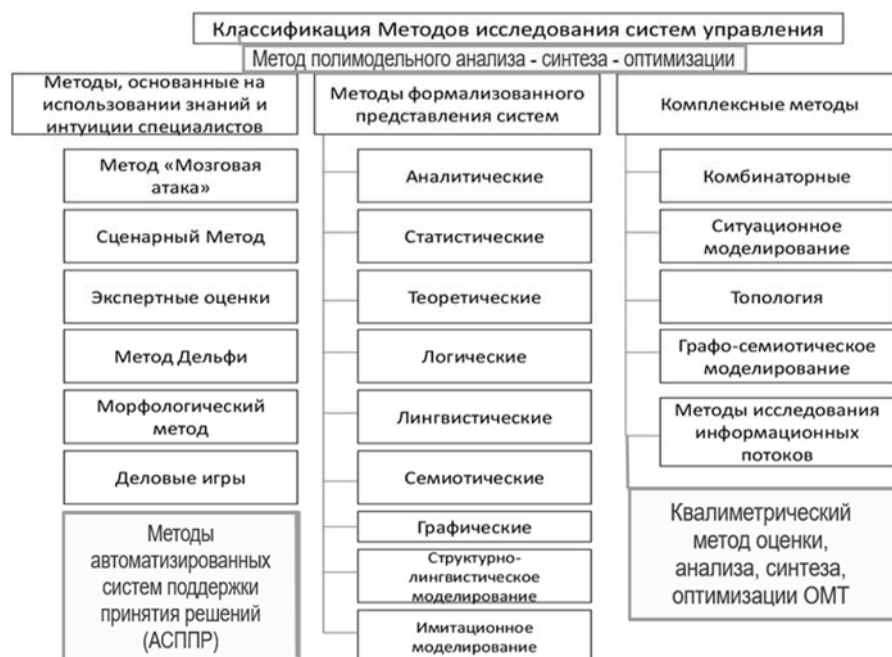 Классификация Методов исследования систем управления
Метод полимодельного анализа - синтеза - оптимизации
Методы, основанные на
использовании знаний и
интуиции специалистов
Метод «Мозговая
атака»
Сценарный Метод
Экспертные оценки
Метод Дельфи
Морфологический
метод
Деловые игры
Методы
автоматизированных
систем поддержки
принятия решений
(АСППР)
Методы формализованного
представления систем
Аналитические
Статистические
Теоретические
Логические
Лингвистические
Семиотические
Графические
Структурно-
лингвистическое
моделирование
Имитационное
моделирование
Комплексные методы
Комбинаторные
Ситуационное
моделирование
Топология
Графо-семиотическое
моделирование
Методы исследования
информационных
потоков
Квалиметрический
метод оценки,
анализа, синтеза,
оптимизации ОМТ